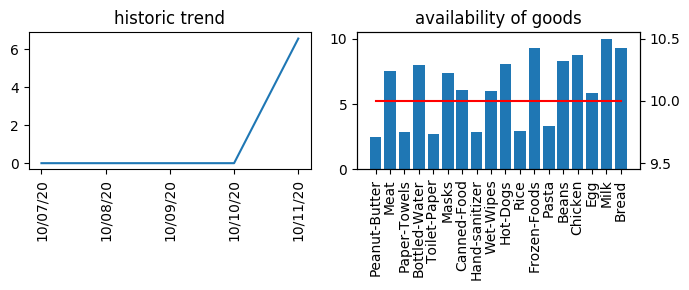 historic trend
6
4
2
0
10/07/20
10/08/20
10/09/20
10/10/20
10/11/20
availability of goods
10
5
0
10.5
10.0
9.5
Peanut-Butter
Meat
Paper-Towels
Bottled-Water
Toilet-Paper
Masks
Canned-Food
Hand-sanitizer
Wet-Wipes
Hot-Dogs
Rice
Frozen-Foods
Pasta
Beans
Chicken
Egg
Milk
Bread